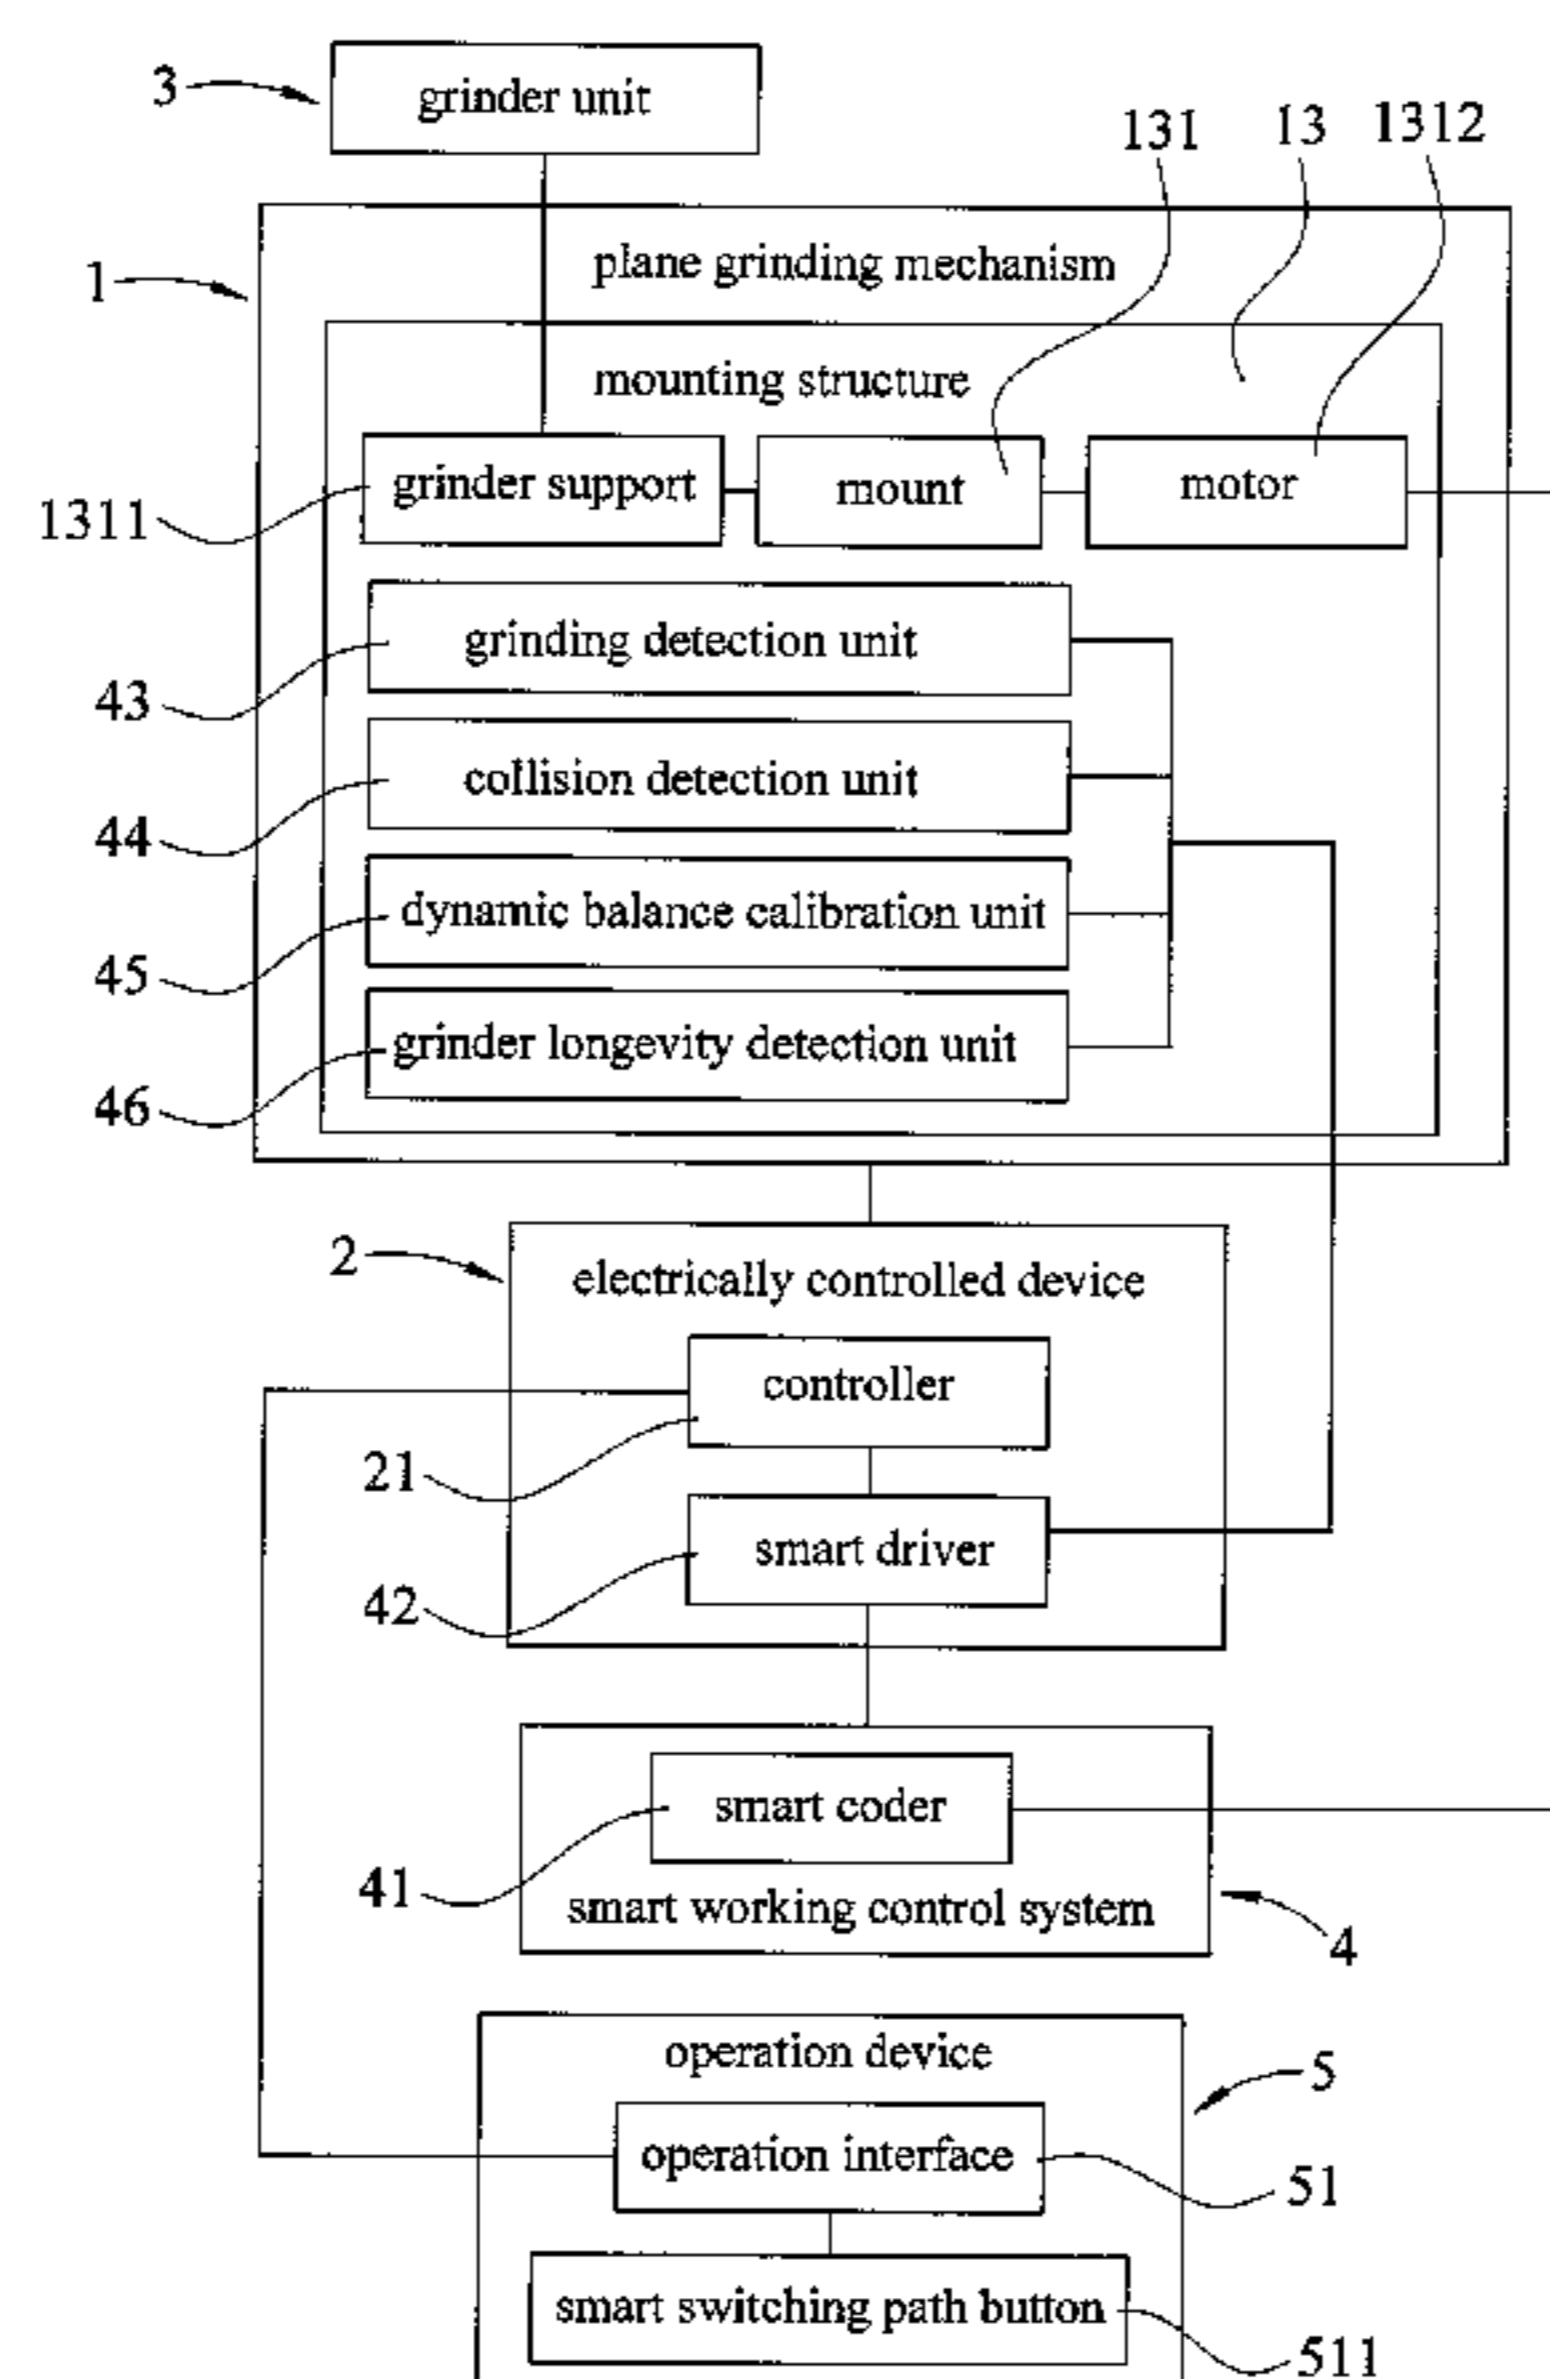 3
grinder unit
131
13
1312
1
plane grinding mechanism
mounting structure
1311
grinder support
mount
motor
43
grinding detection unit
44
collision detection unit
45
dynamic balance calibration unit
46
grinder longevity detection unit
2
electrically controlled device
controller
21
smart driver
42
smart coder
41
smart working control system
4
operation device
5
operation interface
51
smart switching path button
511